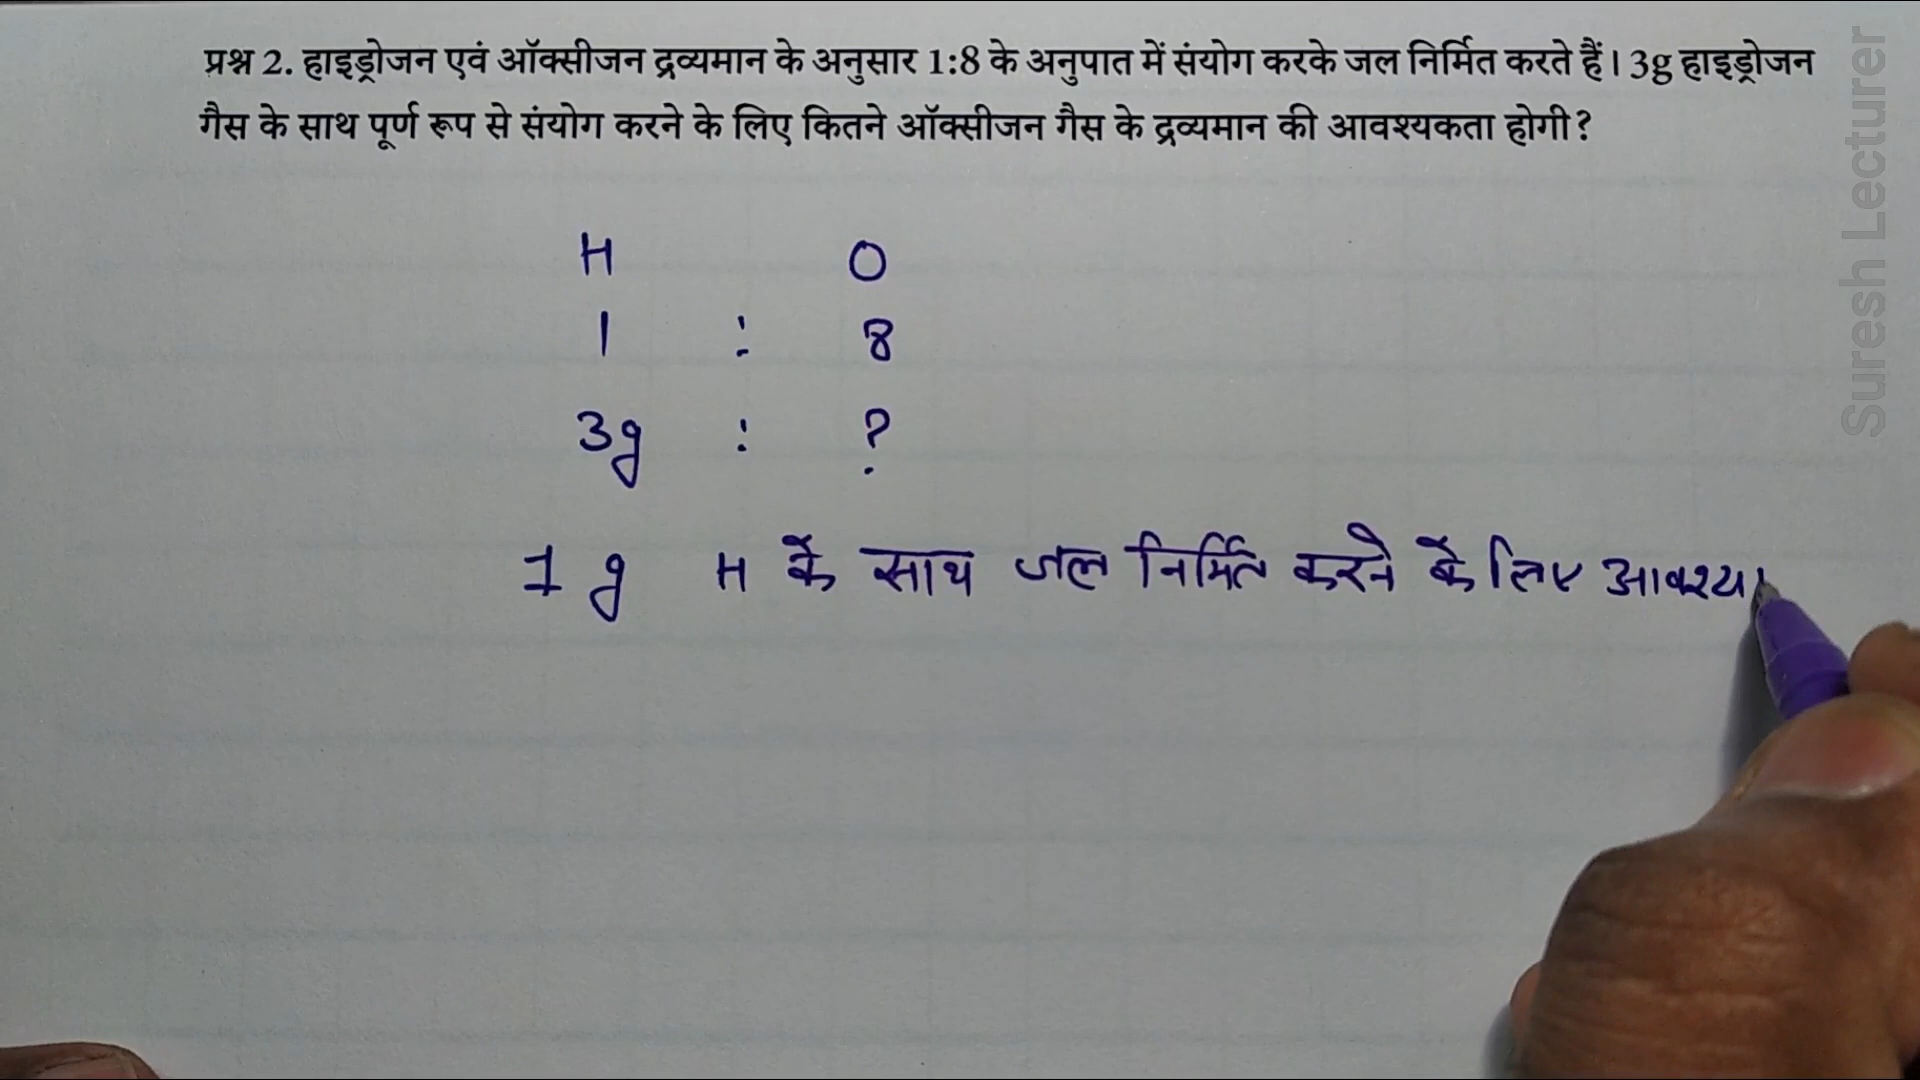 प्रश्न 2. हाइड्रोजन एवं ऑक्सीजन द्रव्यमान के अनुसार 1:8 के अनुपात में संयोग करके जल निर्मित करते हैं। 3g हाइड्रोजन
गैस के साथ पूर्ण रूप से संयोग करने के लिए कितने ऑक्सीजन गैस के द्रव्यमान की आवश्यकता होगी?
H O
1 : 8
3g : ?
1 g H के साथ जल निर्मित करने के लिए आवश्य
Suresh Lecturer